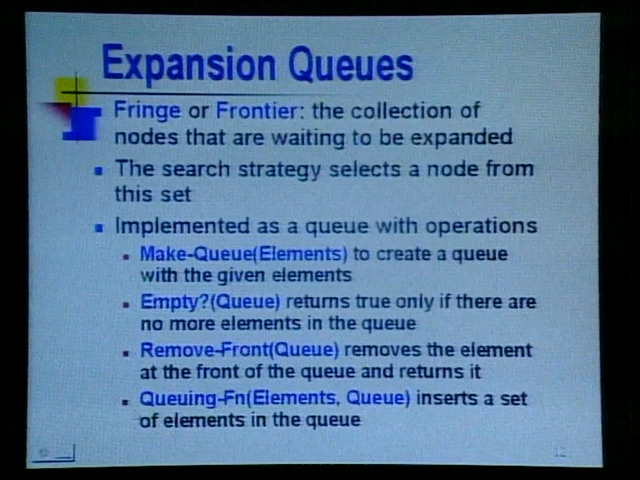 Expansion Queues
Fringe or Frontier: the collection of
nodes that are waiting to be expanded
The search strategy selects a node from
this set
Implemented as a queue with operations
Make-Queue(Elements) to create a queue
with the given elements
Empty?(Queue) returns true only if there are
no more elements in the queue
Remove-Front(Queue) removes the element
at the front of the queue and returns it
Queuing-Fn(Elements, Queue) inserts a set
of elements in the queue
12